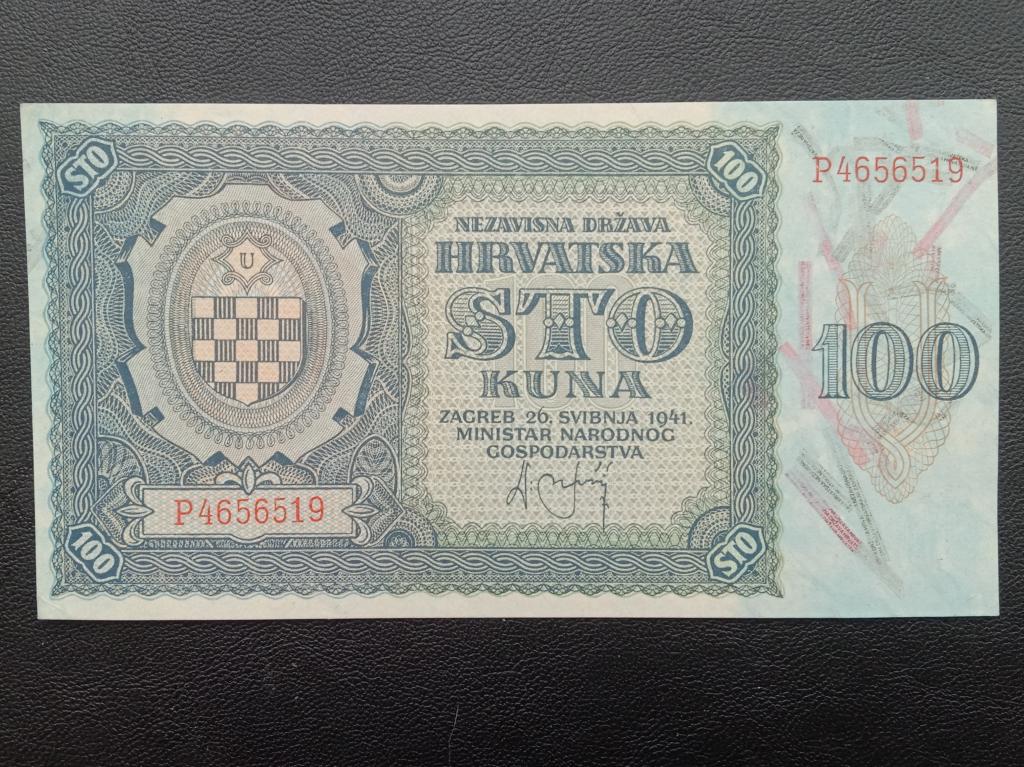 STO
100
P4656519
U
NEZAVISNA DRŽAVA
HRVATSKA
STO
KUNA
ZAGREB 26. SVIBNJA 1941.
MINISTAR NARODNOG
GOSPODARSTVA
100
P4656519
100
STO